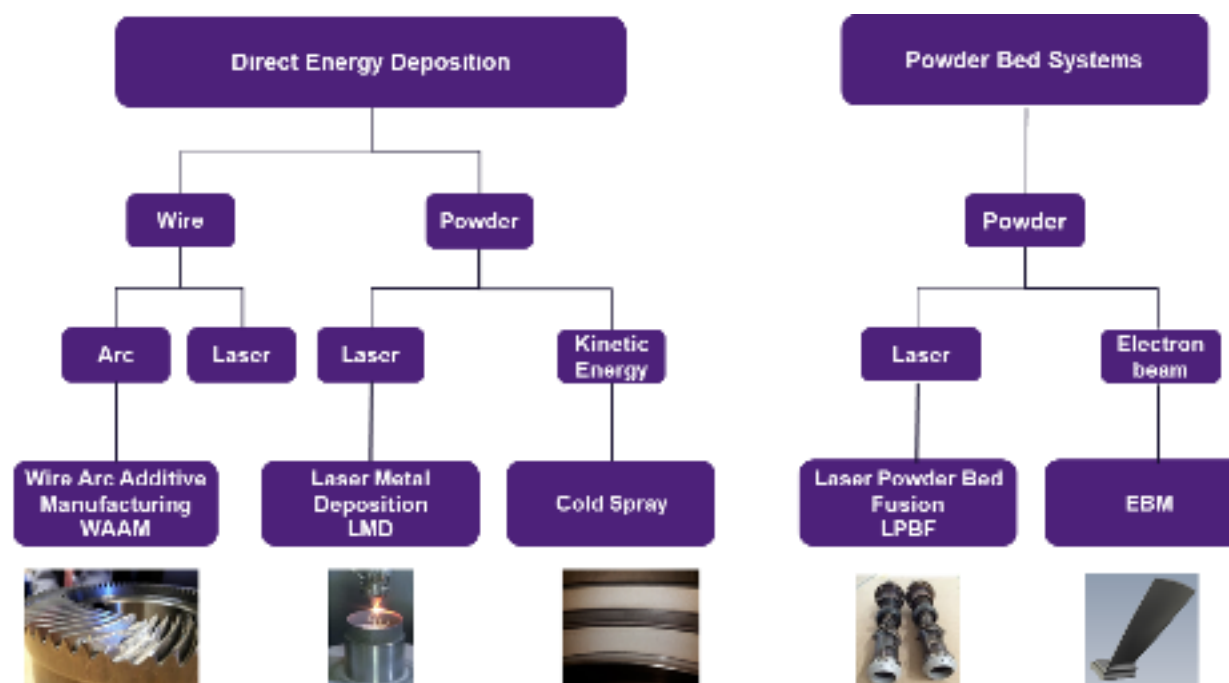 Direct Energy Deposition
Powder Bed Systems
Wire
Powder
Powder
Arc
Laser
Laser
Kinetic
Energy
Laser
Electron
beam
Wire Arc Additive
Manufacturing
WAAM
Laser Metal
Deposition
LMD
Cold Spray
Laser Powder Bed
Fusion
LPBF
EBM